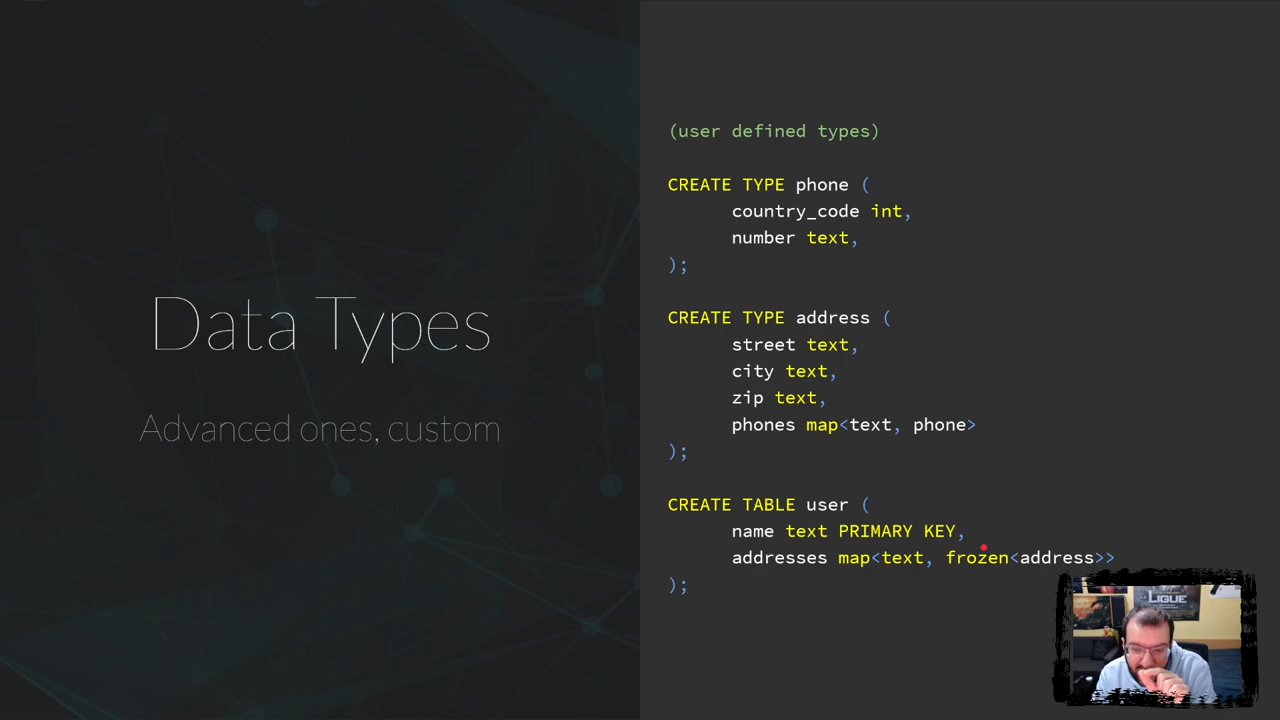 Data Types
Advanced ones, custom
(user defined types)
CREATE TYPE phone (
country_code int,
number text,
);
CREATE TYPE address (
street text,
city text,
zip text,
phones map<text, phone>
);
CREATE TABLE user (
name text PRIMARY KEY,
addresses map<text, frozen<address>>
);
LIGUE